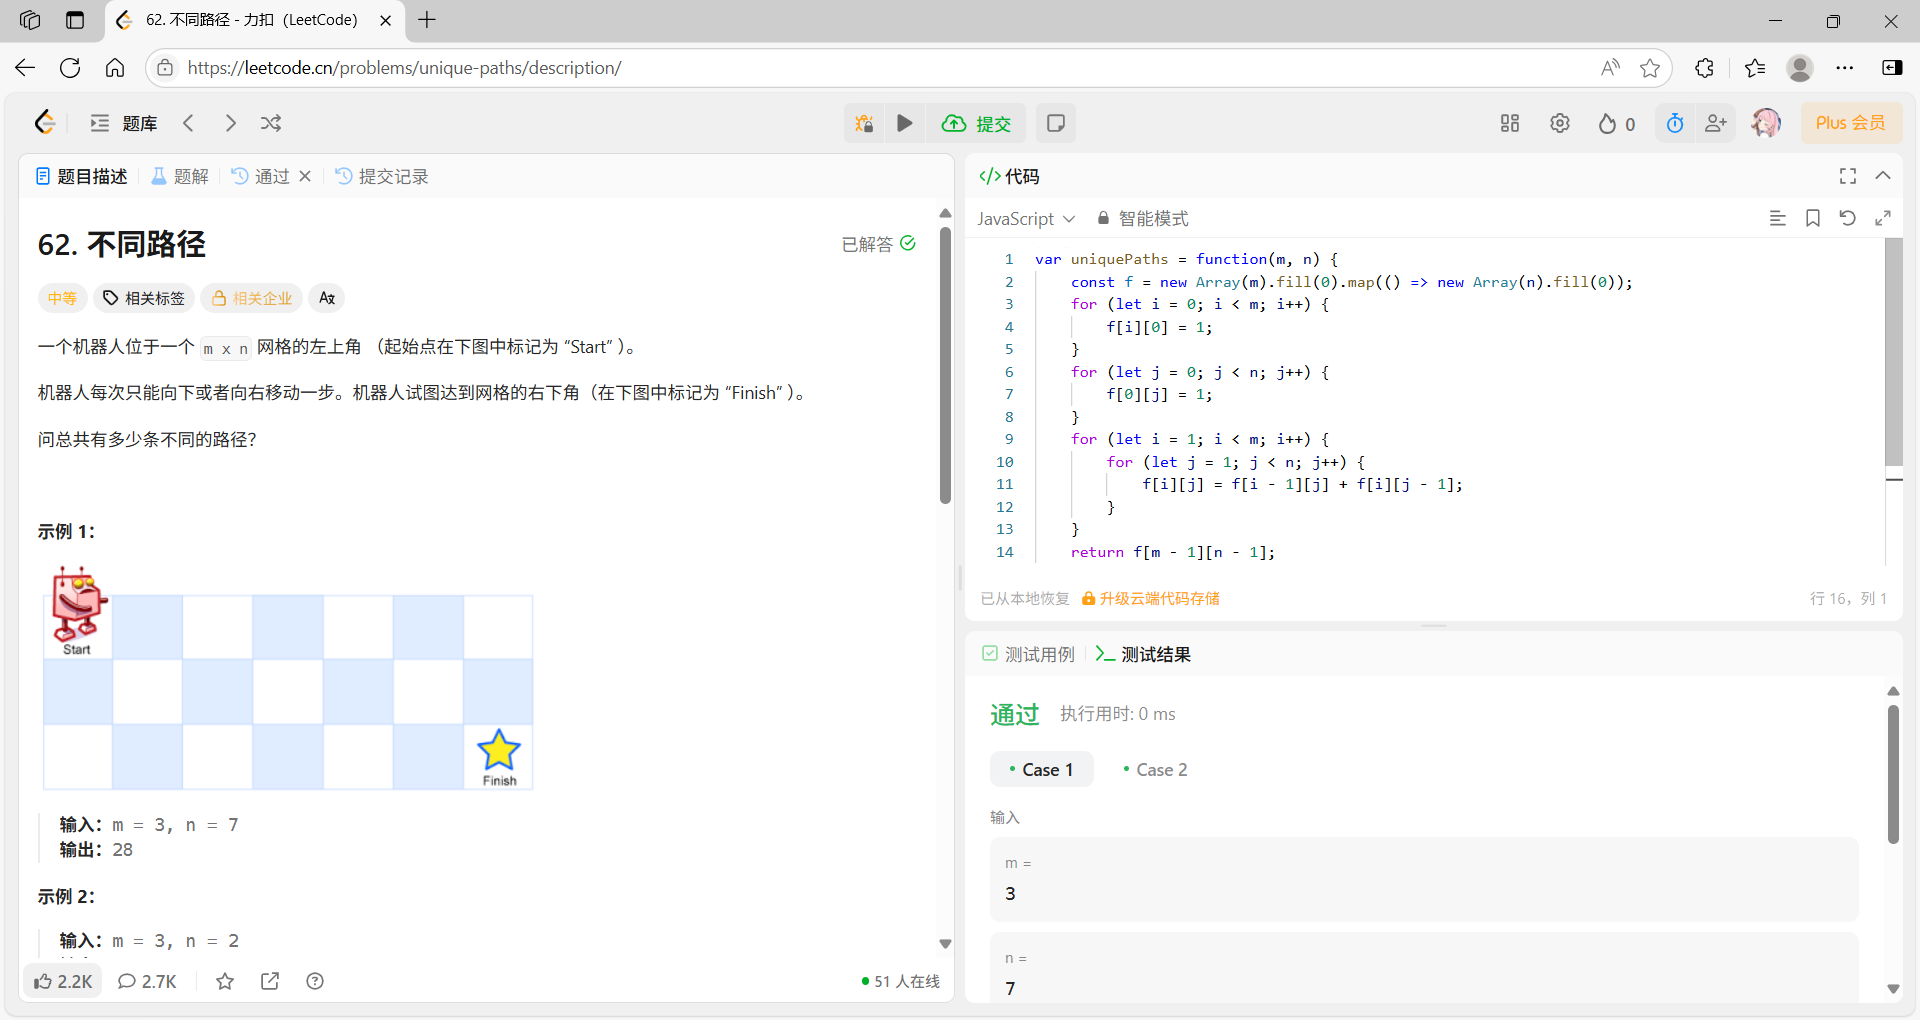 62. 不同路径 - 力扣 (LeetCode)
https://leetcode.cn/problems/unique-paths/description/
题库
提交
0
Plus 会员
题目描述
题解
通过
提交记录
62. 不同路径
已解答
中等
相关标签
相关企业
一个机器人位于一个 m x n 网格的左上角 （起始点在下图中标记为 “Start” ）。
机器人每次只能向下或者向右移动一步。机器人试图达到网格的右下角（在下图中标记为 “Finish” ）。
问总共有多少条不同的路径？
示例 1：
Start
Finish
输入：m = 3, n = 7
输出：28
示例 2：
输入：m = 3, n = 2
2.2K
2.7K
51 人在线
</> 代码
JavaScript
智能模式
1 var uniquePaths = function(m, n) {
2 const f = new Array(m).fill(0).map(() => new Array(n).fill(0));
3 for (let i = 0; i < m; i++) {
4 f[i][0] = 1;
5 }
6 for (let j = 0; j < n; j++) {
7 f[0][j] = 1;
8 }
9 for (let i = 1; i < m; i++) {
10 for (let j = 1; j < n; j++) {
11 f[i][j] = f[i - 1][j] + f[i][j - 1];
12 }
13 }
14 return f[m - 1][n - 1];
已从本地恢复
升级云端代码存储
行 16，列 1
测试用例
测试结果
通过
执行用时: 0 ms
Case 1
Case 2
输入
m =
3
n =
7